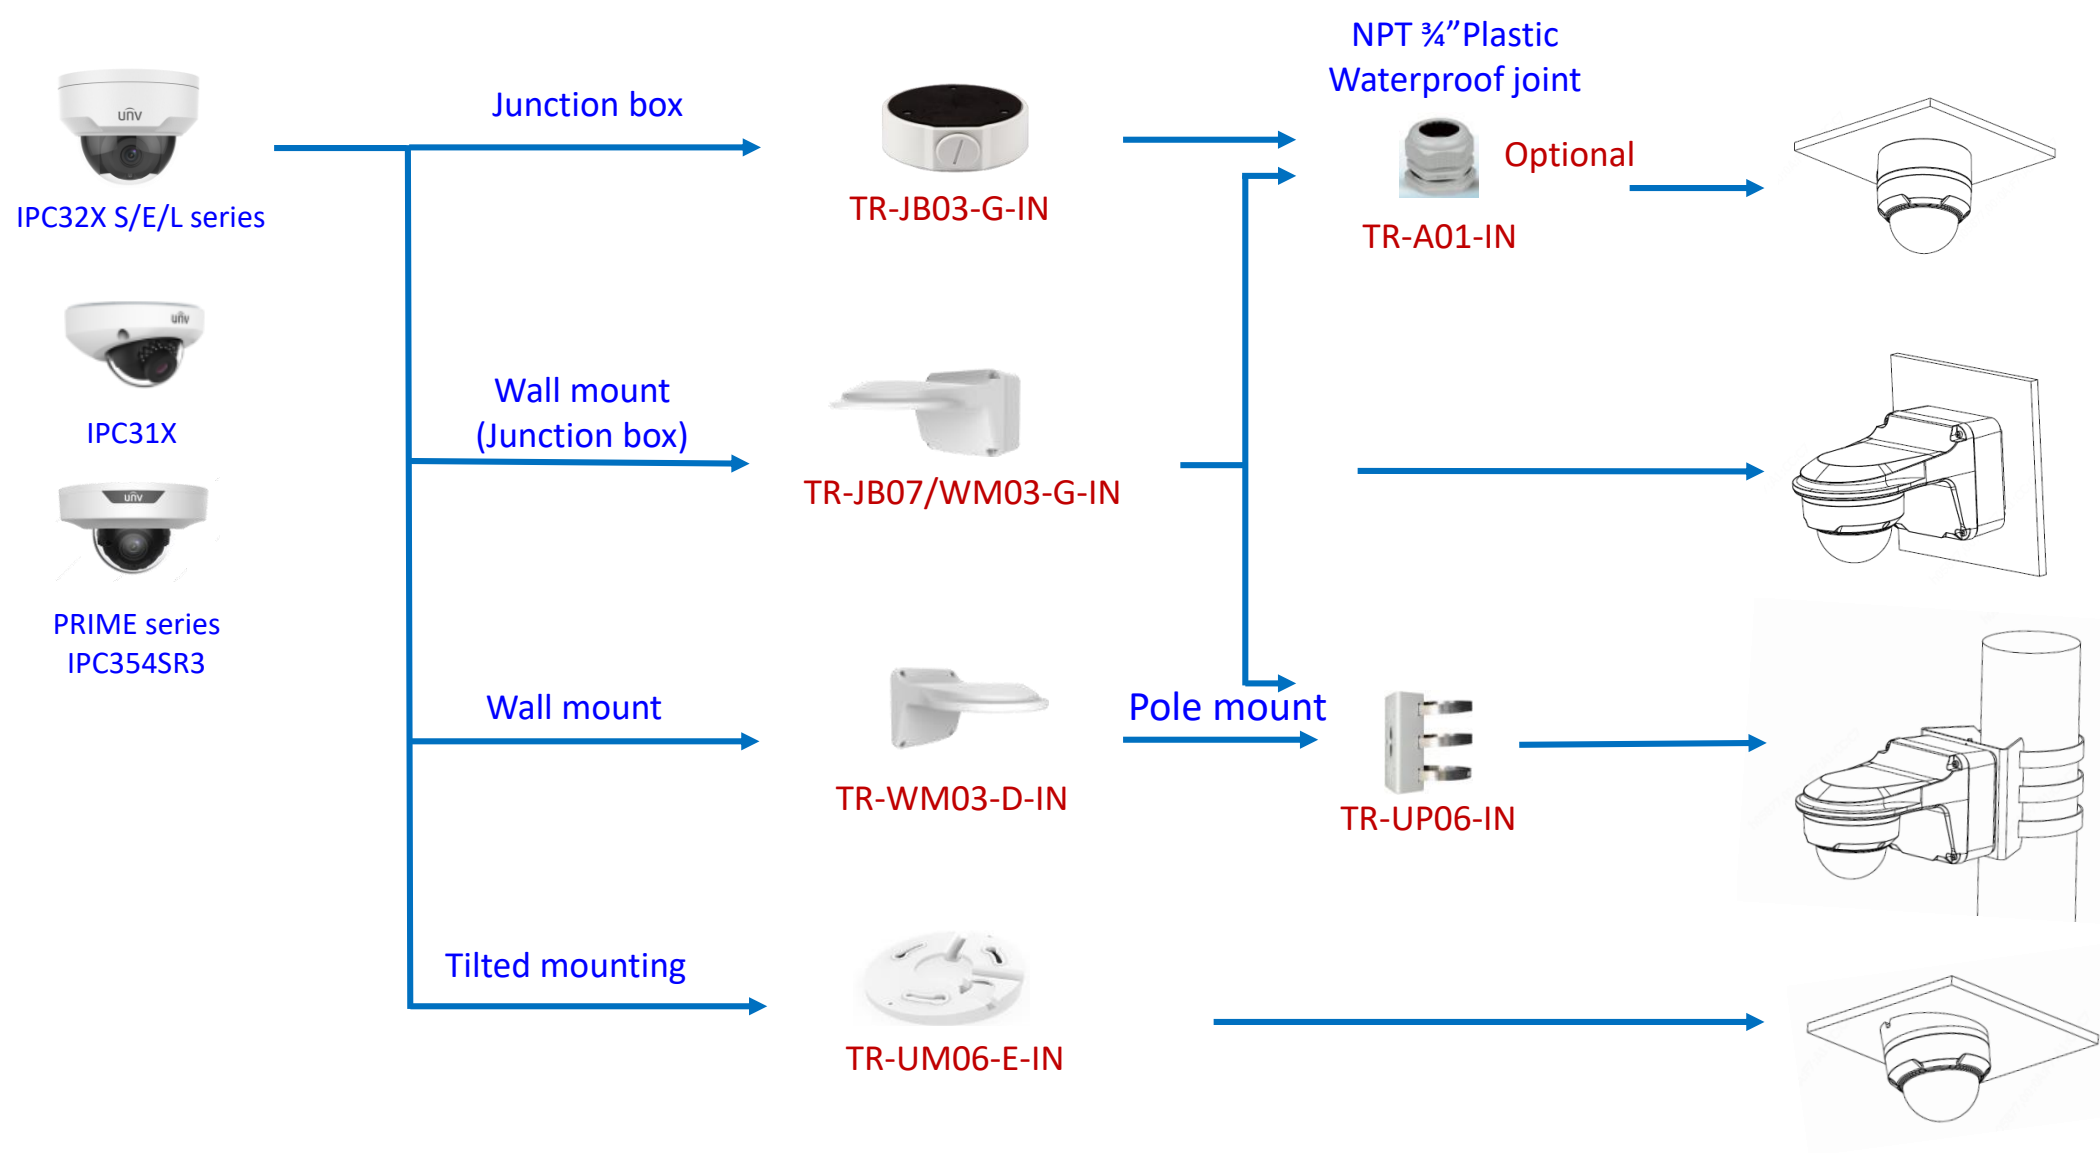 NPT ¾”Plastic
Waterproof joint
unv
Junction box
Optional
IPC32X S/E/L series
TR-JB03-G-IN
TR-A01-IN
unv
IPC31X
Wall mount
(Junction box)
TR-JB07/WM03-G-IN
unv
PRIME series
IPC354SR3
Wall mount
Pole mount
TR-WM03-D-IN
TR-UP06-IN
Tilted mounting
TR-UM06-E-IN